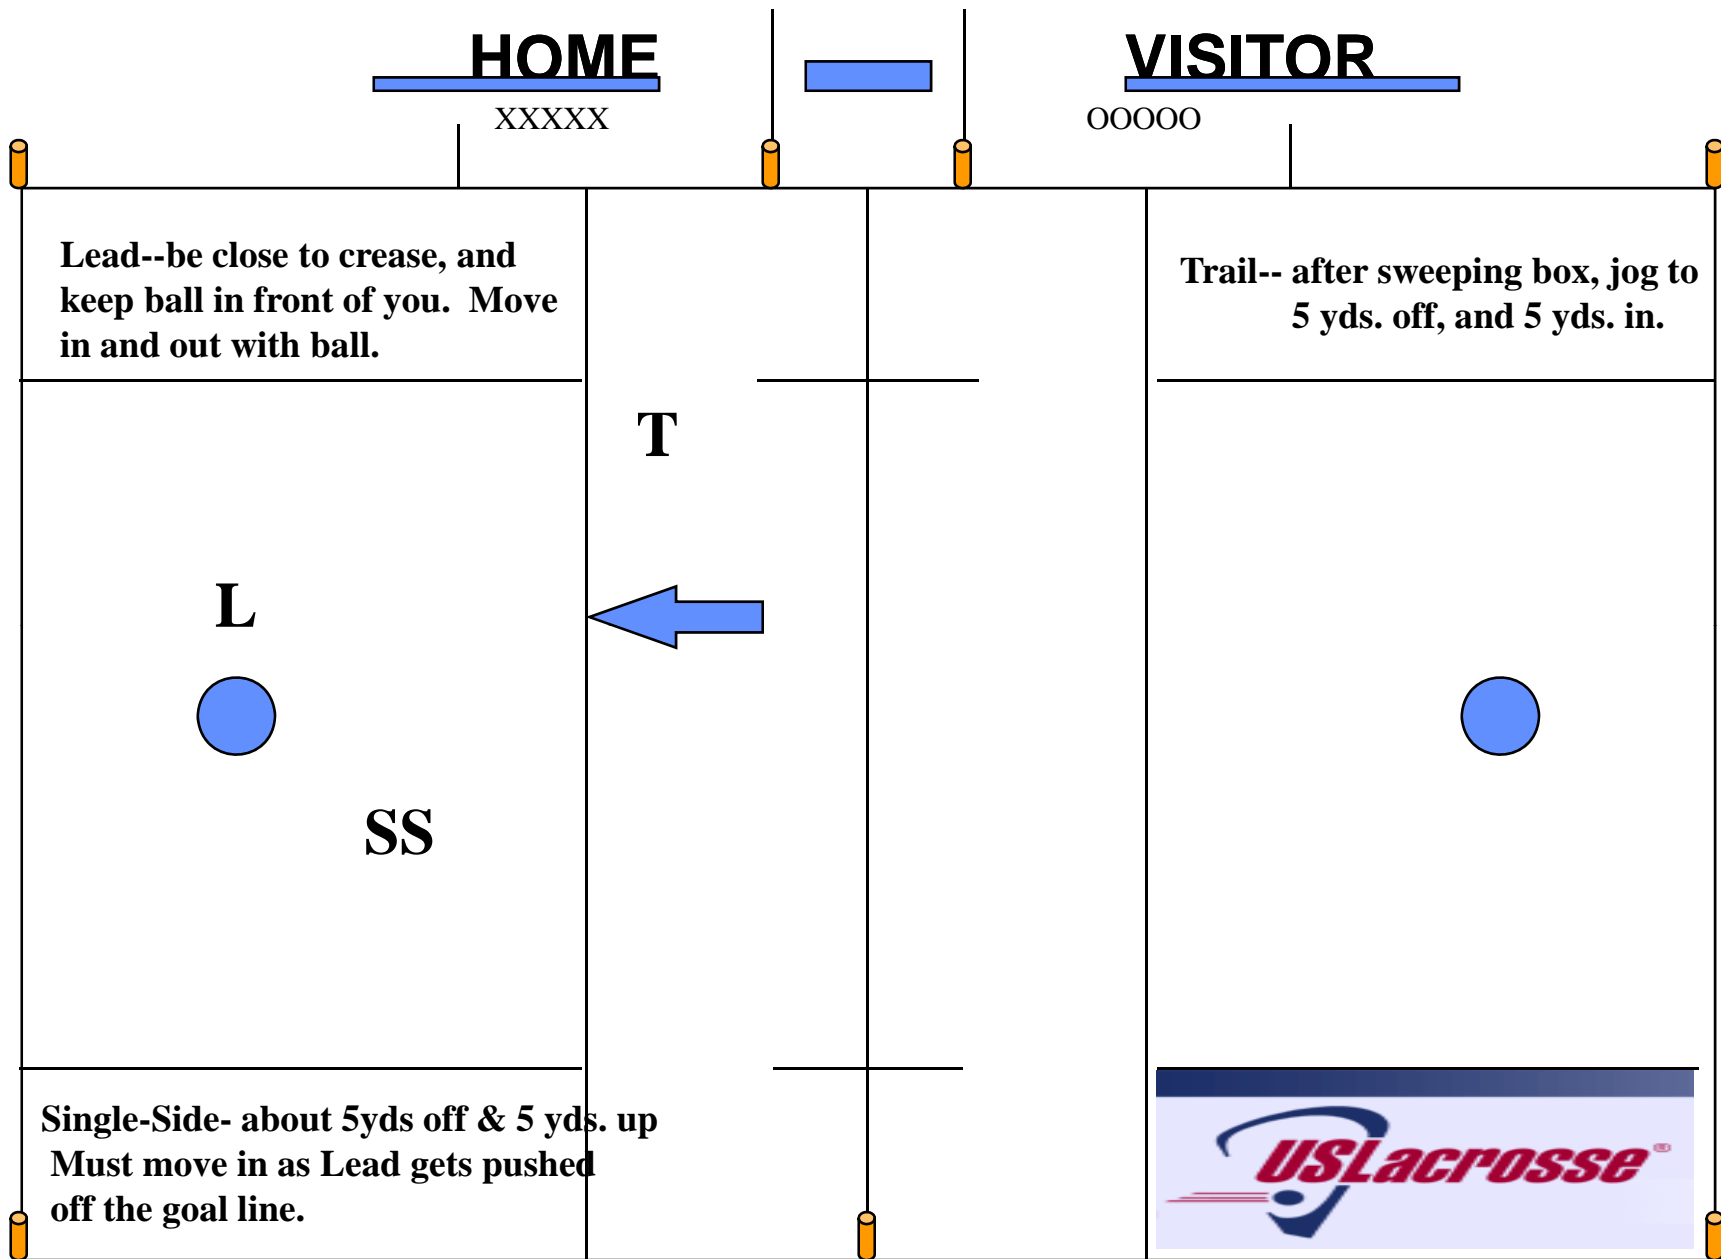 HOME
VISITOR
XXXXX
OOOOO
Lead--be close to crease, and
keep ball in front of you.  Move
in and out with ball.
Trail-- after sweeping box, jog to
5 yds. off, and 5 yds. in.
T
L
SS
Single-Side- about 5yds off & 5 yds. up
Must move in as Lead gets pushed
off the goal line.
USLacrosse®